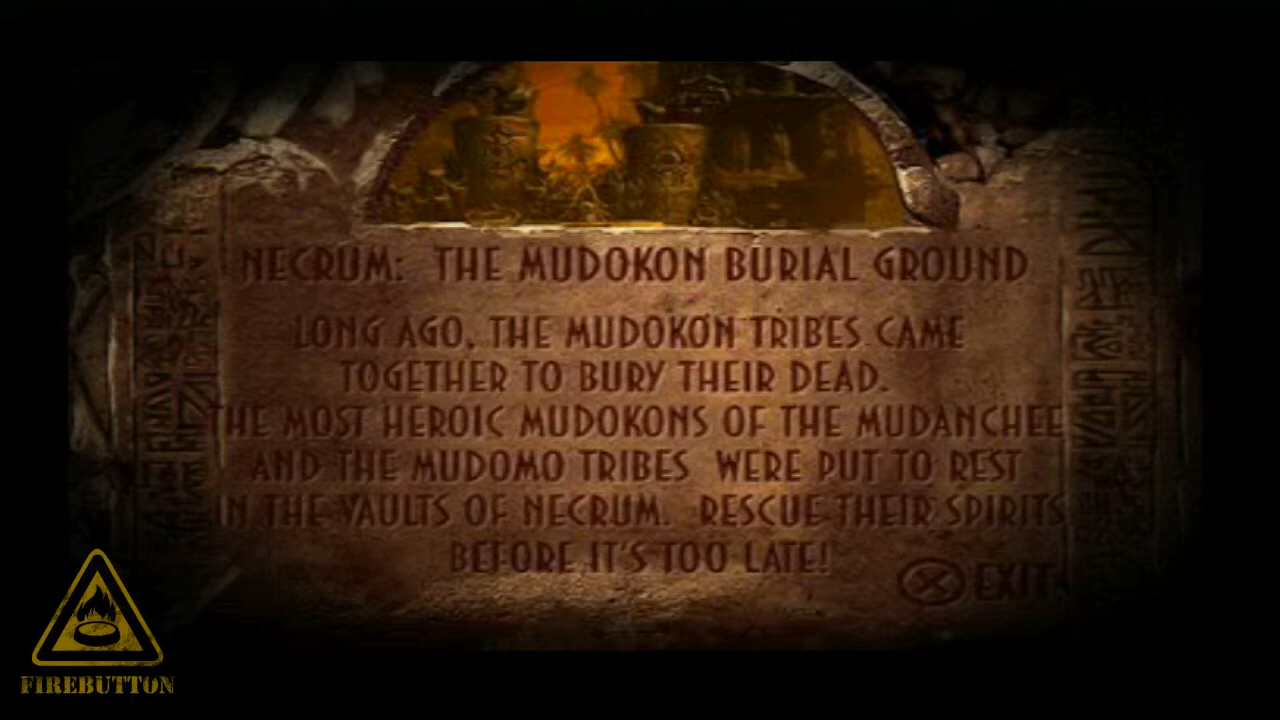 NECRUM: THE MUDOKON BURIAL GROUND
LONG AGO, THE MUDOKON TRIBES CAME
TOGETHER TO BURY THEIR DEAD.
THE MOST HEROIC MUDOKONS OF THE MUDANCHEE
AND THE MUDOMO TRIBES WERE PUT TO REST
IN THE VAULTS OF NECRUM. RESCUE THEIR SPIRITS
BEFORE IT'S TOO LATE!
EXIT
FIREBUTTON